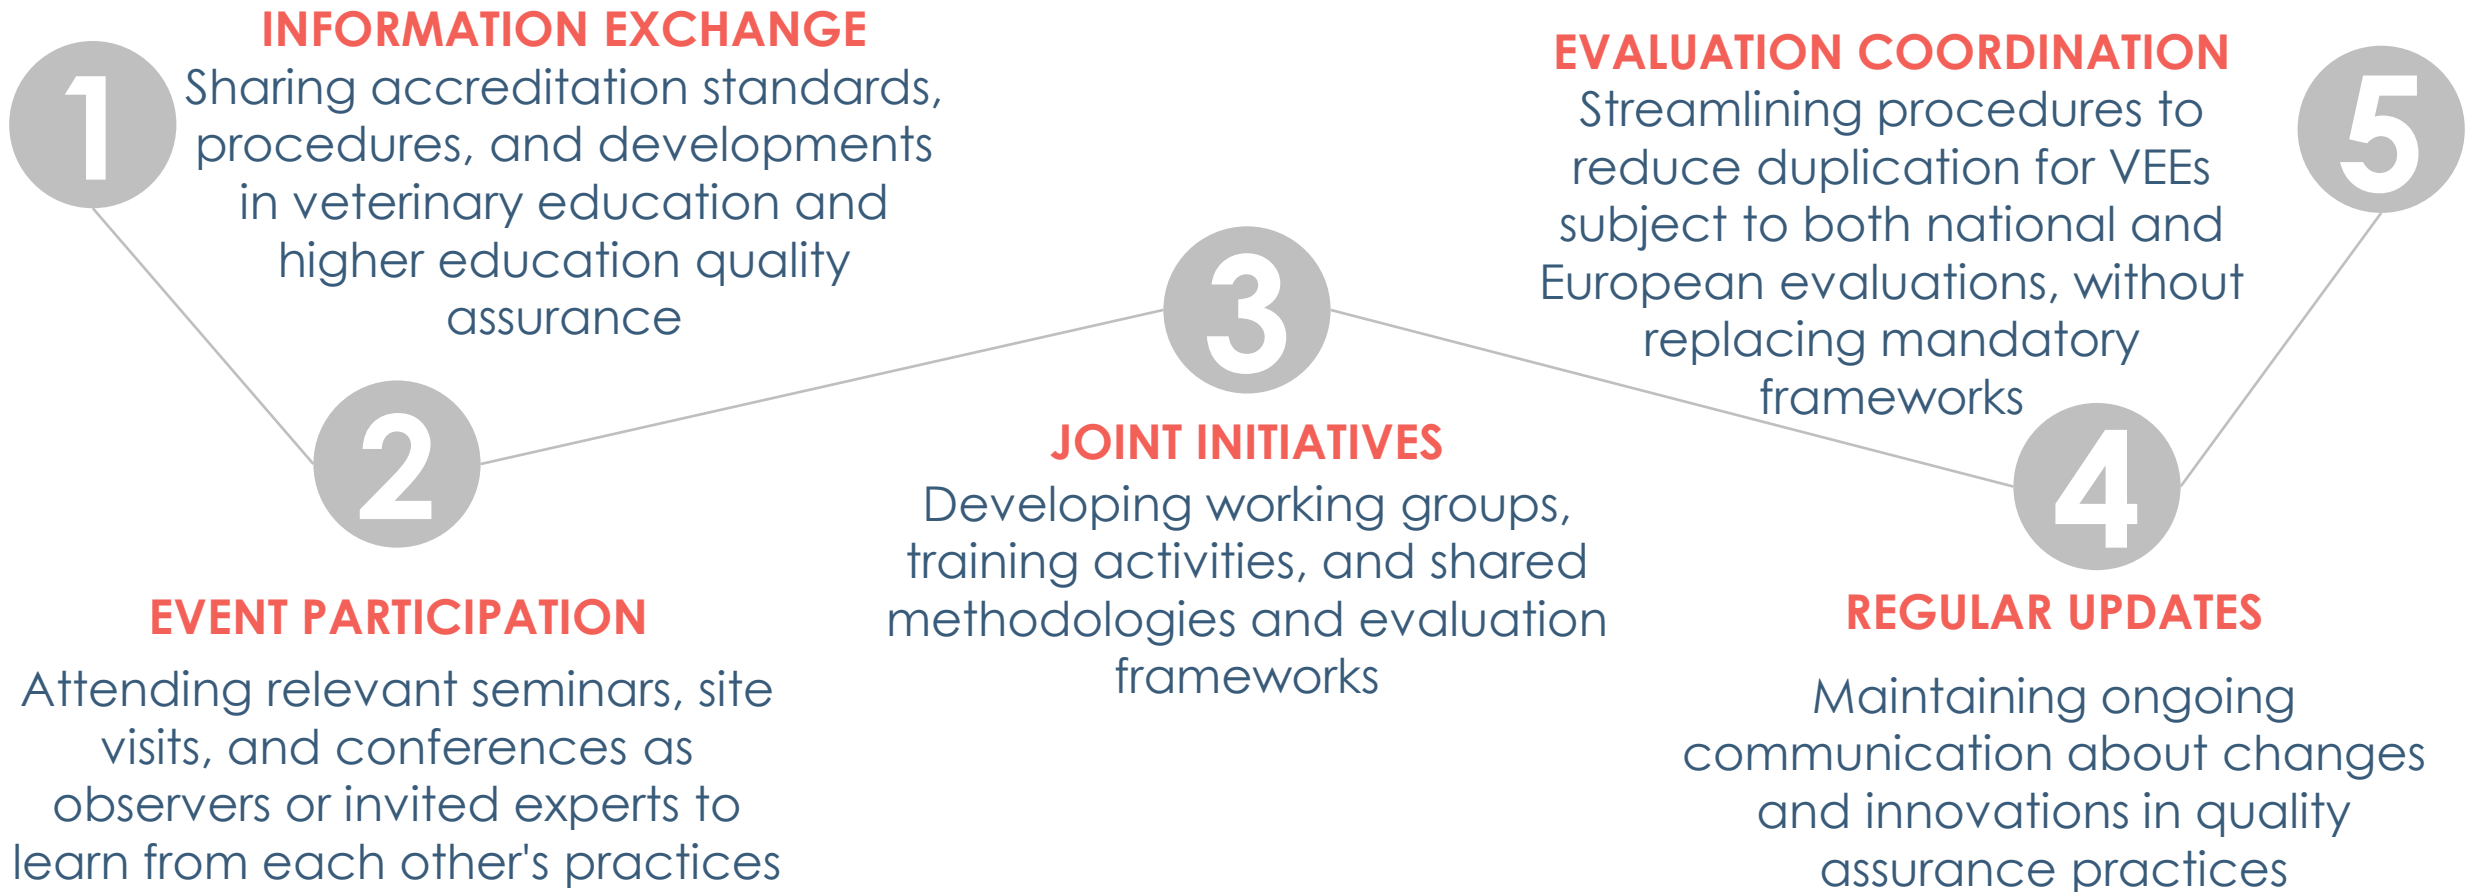 1
INFORMATION EXCHANGE
Sharing accreditation standards,
procedures, and developments
in veterinary education and
higher education quality
assurance
2
EVENT PARTICIPATION
Attending relevant seminars, site
visits, and conferences as
observers or invited experts to
learn from each other's practices
3
JOINT INITIATIVES
Developing working groups,
training activities, and shared
methodologies and evaluation
frameworks
4
REGULAR UPDATES
Maintaining ongoing
communication about changes
and innovations in quality
assurance practices
5
EVALUATION COORDINATION
Streamlining procedures to
reduce duplication for VEEs
subject to both national and
European evaluations, without
replacing mandatory
frameworks